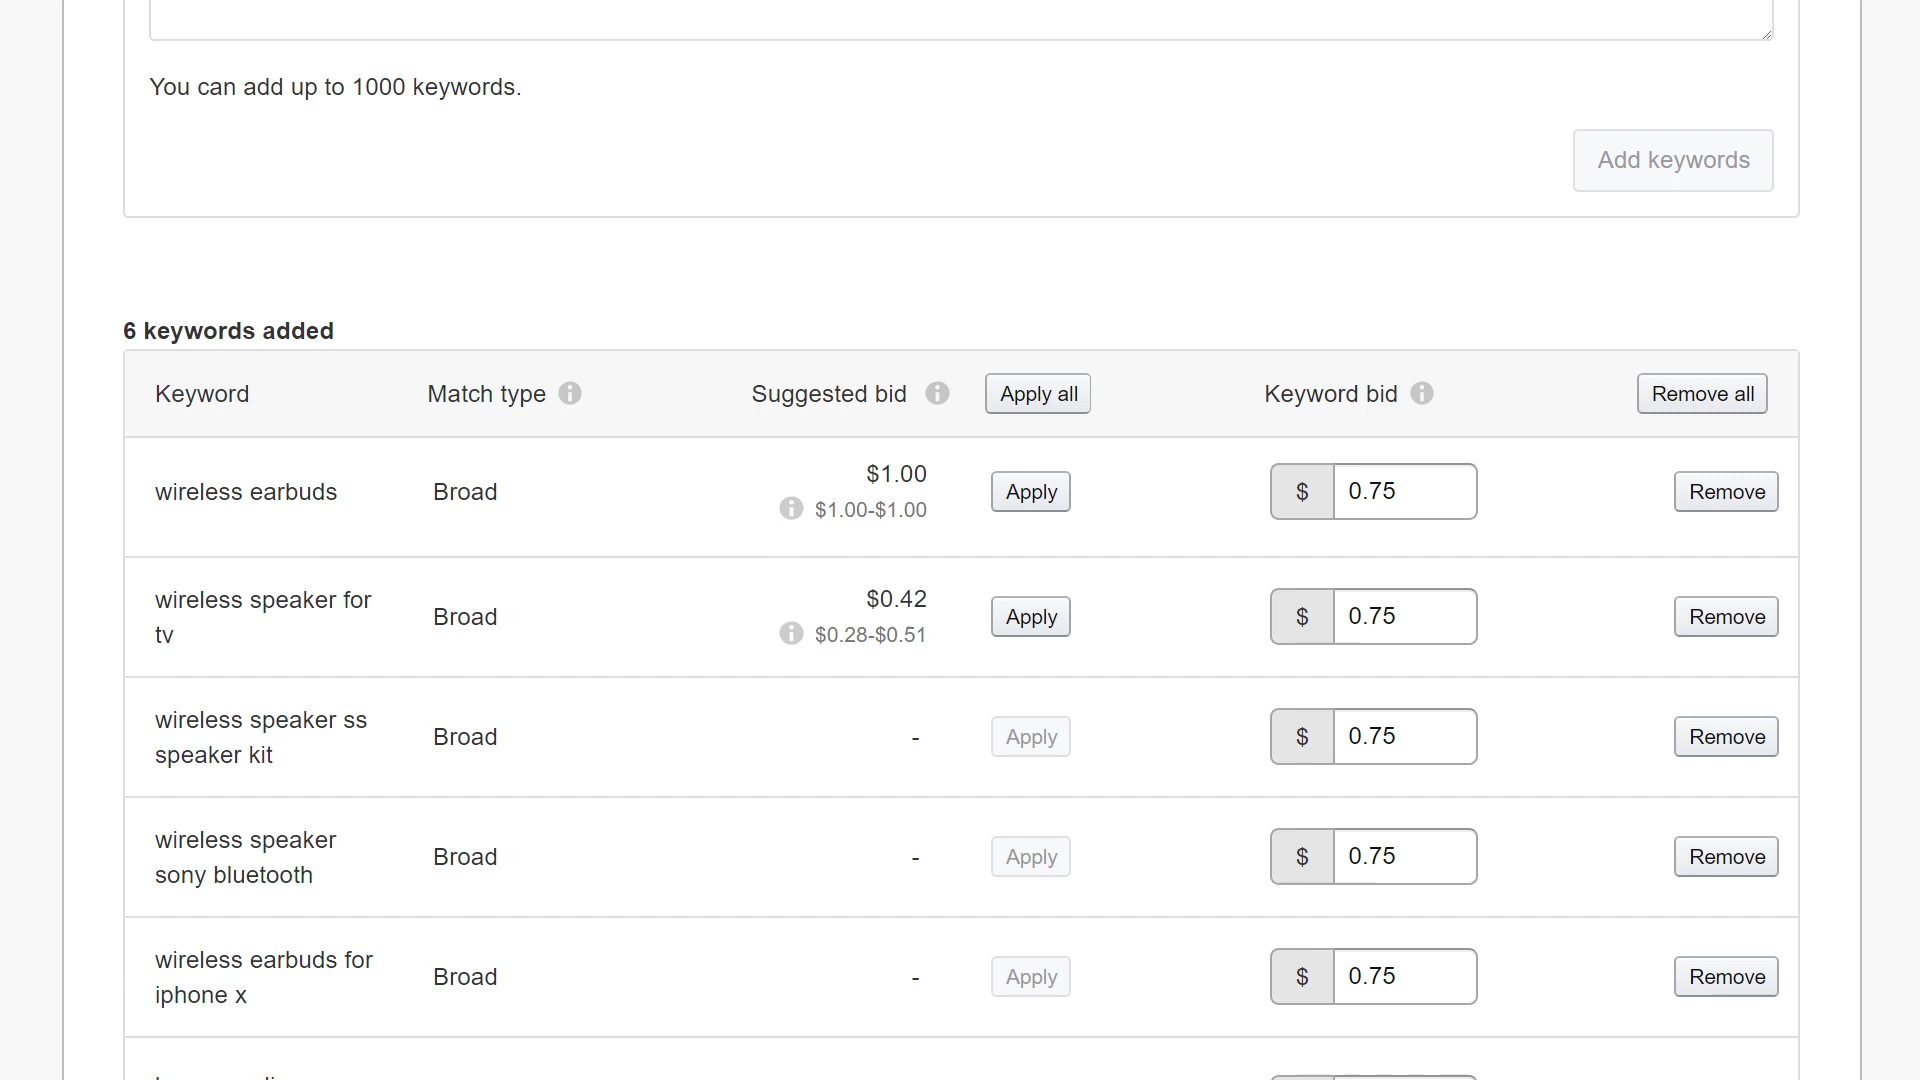 You can add up to 1000 keywords.
Add keywords
6 keywords added
Keyword Match type Suggested bid Apply all Keyword bid Remove all
wireless earbuds Broad $1.00 Apply $ 0.75 Remove
$1.00-$1.00
wireless speaker for Broad $0.42 Apply $ 0.75 Remove
tv $0.28-$0.51
wireless speaker ss Broad - Apply $ 0.75 Remove
speaker kit
wireless speaker Broad - Apply $ 0.75 Remove
sony bluetooth
wireless earbuds for Broad - Apply $ 0.75 Remove
iphone x